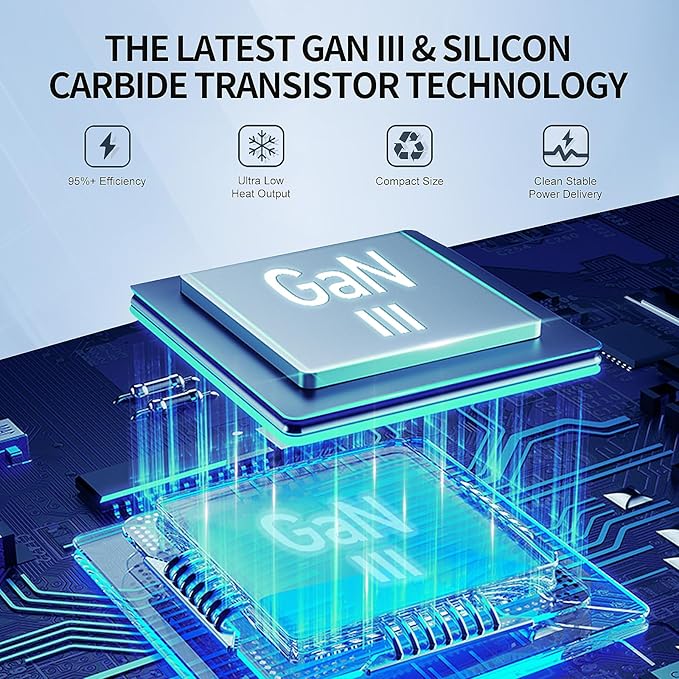 THE LATEST GAN III & SILICON
CARBIDE TRANSISTOR TECHNOLOGY
95%+ Efficiency
Ultra Low
Heat Output
Compact Size
Clean Stable
Power Delivery
GaN
III
GaN
III